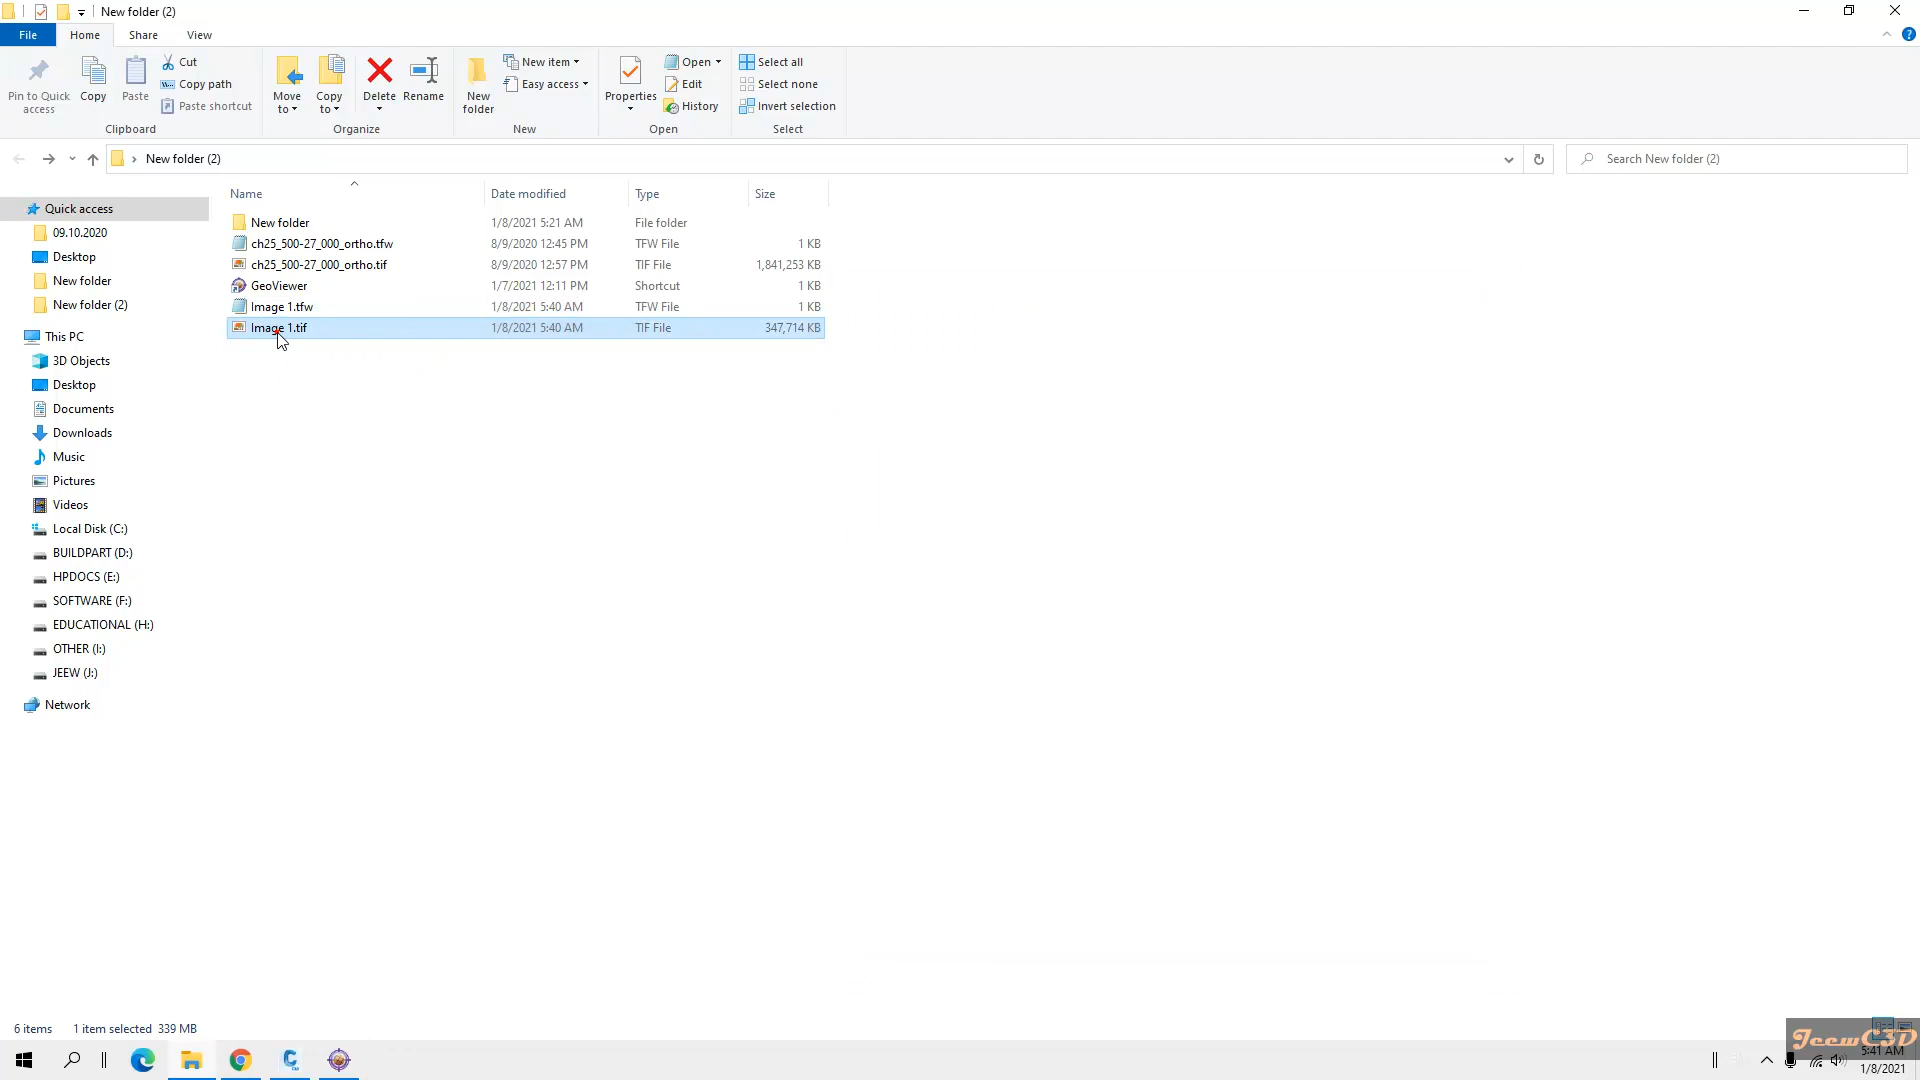 New folder (2)
File Home Share View
Pin to Quick access
Copy
Paste
Cut
Copy path
Paste shortcut
Clipboard
Move to
Copy to
Delete
Rename
Organize
New folder
New item
Easy access
New
Properties
Open
Edit
History
Open
Select all
Select none
Invert selection
Select
New folder (2)
Search New folder (2)
Name Date modified Type Size
New folder 1/8/2021 5:21 AM File folder
ch25_500-27_000_ortho.tfw 8/9/2020 12:45 PM TFW File 1 KB
ch25_500-27_000_ortho.tif 8/9/2020 12:57 PM TIF File 1,841,253 KB
GeoViewer 1/7/2021 12:11 PM Shortcut 1 KB
Image 1.tfw 1/8/2021 5:40 AM TFW File 1 KB
Image 1.tif 1/8/2021 5:40 AM TIF File 347,714 KB
Quick access
09.10.2020
Desktop
New folder
New folder (2)
This PC
3D Objects
Desktop
Documents
Downloads
Music
Pictures
Videos
Local Disk (C:)
BUILDPART (D:)
HPDOCS (E:)
SOFTWARE (F:)
EDUCATIONAL (H:)
OTHER (I:)
JEEW (J:)
Network
6 items 1 item selected 339 MB
JeewC3D
5:41 AM
1/8/2021